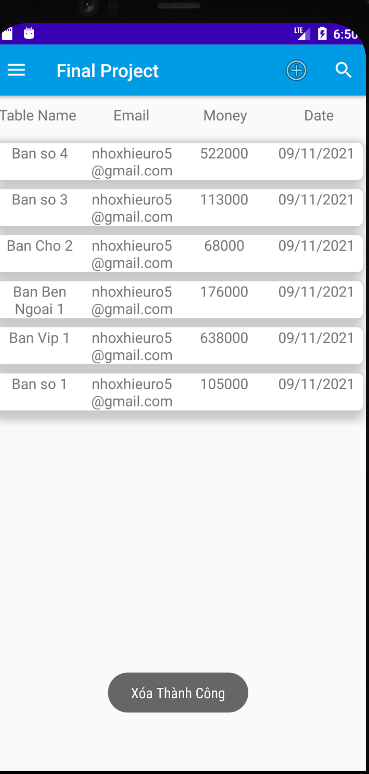 LTE 6:50
Final Project
Table Name Email Money Date
Ban so 4 nhoxhieuro5 522000 09/11/2021
@gmail.com
Ban so 3 nhoxhieuro5 113000 09/11/2021
@gmail.com
Ban Cho 2 nhoxhieuro5 68000 09/11/2021
@gmail.com
Ban Ben nhoxhieuro5 176000 09/11/2021
Ngoai 1 @gmail.com
Ban Vip 1 nhoxhieuro5 638000 09/11/2021
@gmail.com
Ban so 1 nhoxhieuro5 105000 09/11/2021
@gmail.com
Xóa Thành Công